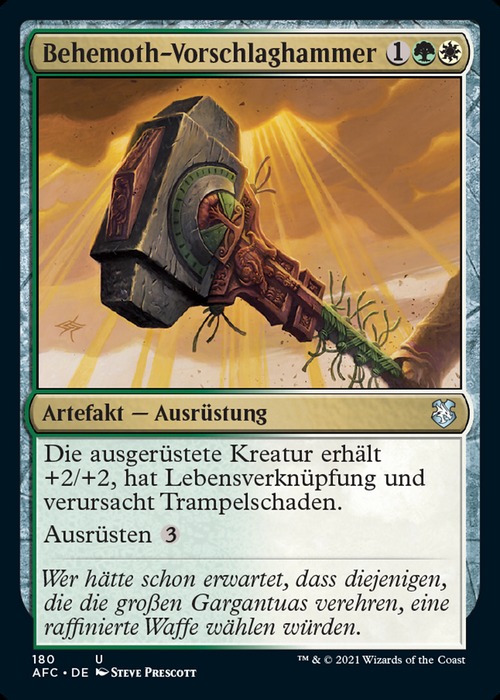 Behemoth-Vorschlaghammer 1
Artefakt — Ausrüstung
Die ausgerüstete Kreatur erhält
+2/+2, hat Lebensverknüpfung und
verursacht Trampelschaden.
Ausrüsten 3
Wer hätte schon erwartet, dass diejenigen,
die die großen Gargantuas verehren, eine
raffinierte Waffe wählen würden.
180 U
AFC • DE Steve Prescott
™ & © 2021 Wizards of the Coast